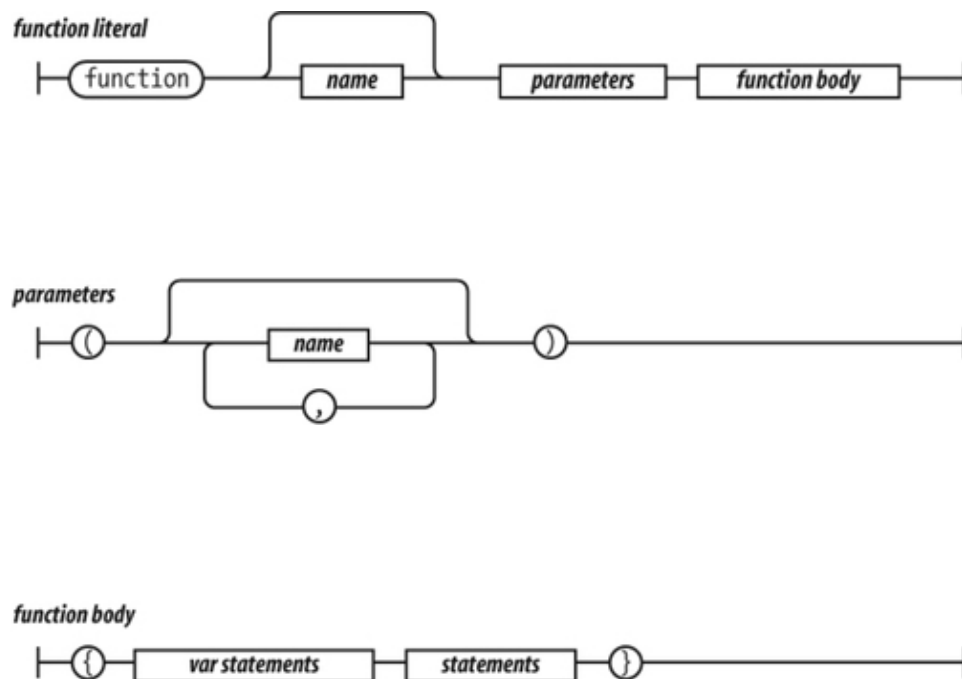 function literal
function name parameters function body
parameters
( name )
,
function body
{ var statements statements }